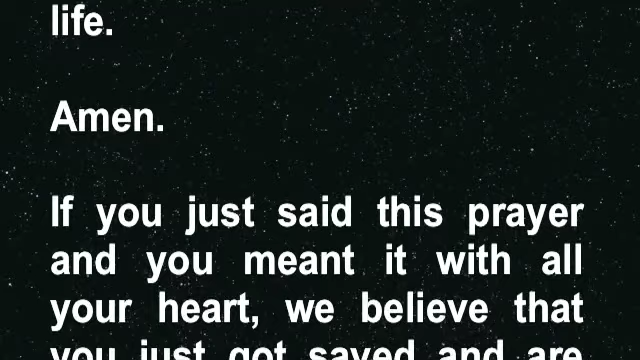 life.
Amen.
If you just said this prayer
and you meant it with all
your heart, we believe that
you just got saved and are